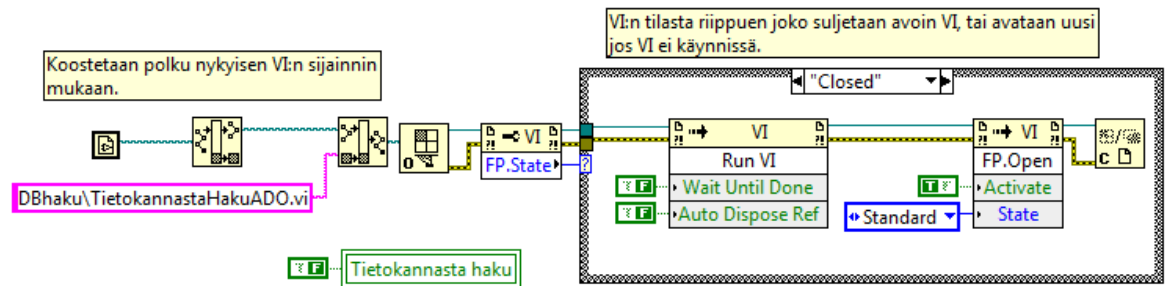 VI:n tilasta riippuen joko suljetaan avoin VI, tai avataan uusi
jos VI ei käynnissä.
Koostetaan polku nykyisen VI:n sijainnin
mukaan.
"Closed"
VI
FP.State
?
VI
Run VI
Wait Until Done
Auto Dispose Ref
VI
FP.Open
Activate
State
Standard
DBhaku\TietokannastaHakuADO.vi
Tietokannasta haku
F
F
T
F
O
C